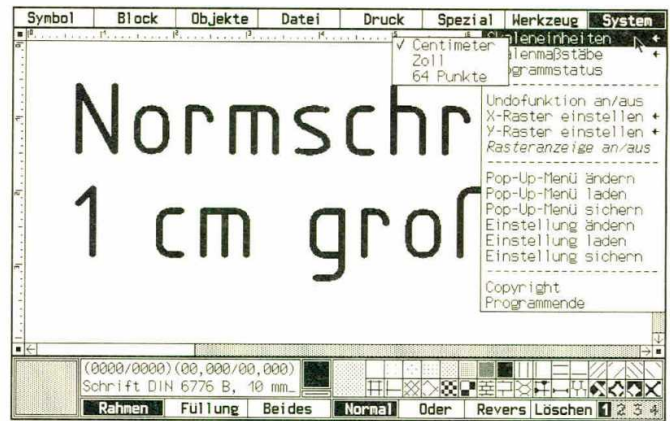 Symbol Block Objekte Datei Druck Spezial Werkzeug System
Skaleneinheiten
✓ Centimeter
Zoll
64 Punkte
Undofunktion an/aus
X-Raster einstellen
Y-Raster einstellen
Rasteranzeige an/aus
Pop-Up-Menü ändern
Pop-Up-Menü laden
Pop-Up-Menü sichern
Einstellung ändern
Einstellung laden
Einstellung sichern
Copyright
Programmende
Normschr
1 cm groß
(0000/0000)(00,000/00,000)
Schrift DIN 6776 B, 10 mm_
Rahmen Füllung Beides Normal Oder Revers Löschen 1 2 3 4